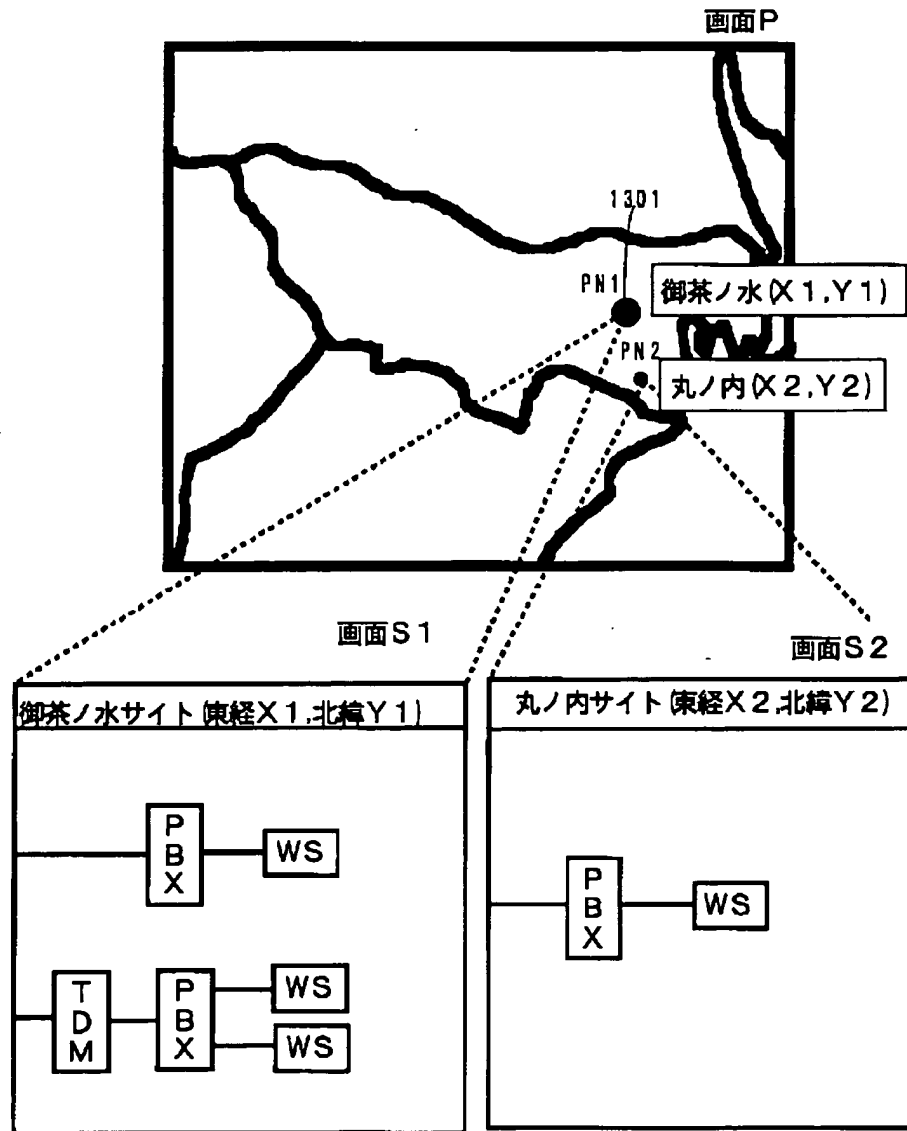 画面P
1301
PN1
御茶ノ水(X1,Y1)
PN2
丸ノ内(X2,Y2)
画面S1
画面S2
御茶ノ水サイト(東経X1,北緯Y1)
PBX
WS
TDM
PBX
WS
WS
丸ノ内サイト(東経X2,北緯Y2)
PBX
WS